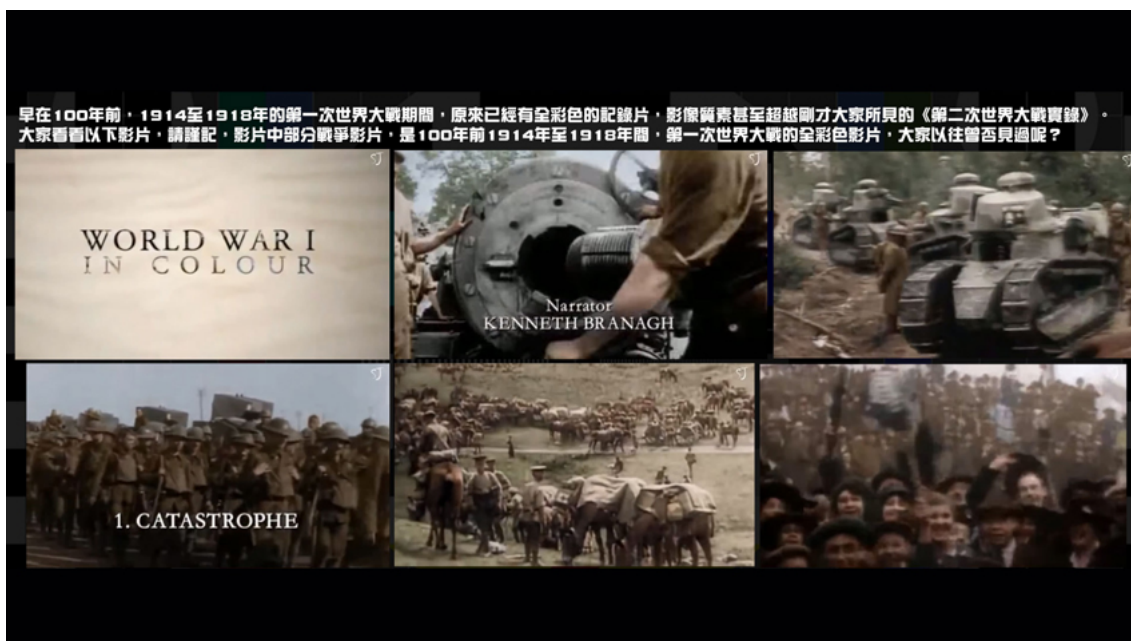 早在100年前，1914至1918年的第一次世界大戰期間，原來已經有全彩色的記錄片，影像質素甚至超越剛才大家所見的《第二次世界大戰實錄》。
大家看看以下影片，請謹記，影片中部分戰爭影片，是100年前1914年至1918年間，第一次世界大戰的全彩色影片，大家以往曾否見過呢？
WORLD WAR I
IN COLOUR
Narrator
KENNETH BRANAGH
1. CATASTROPHE